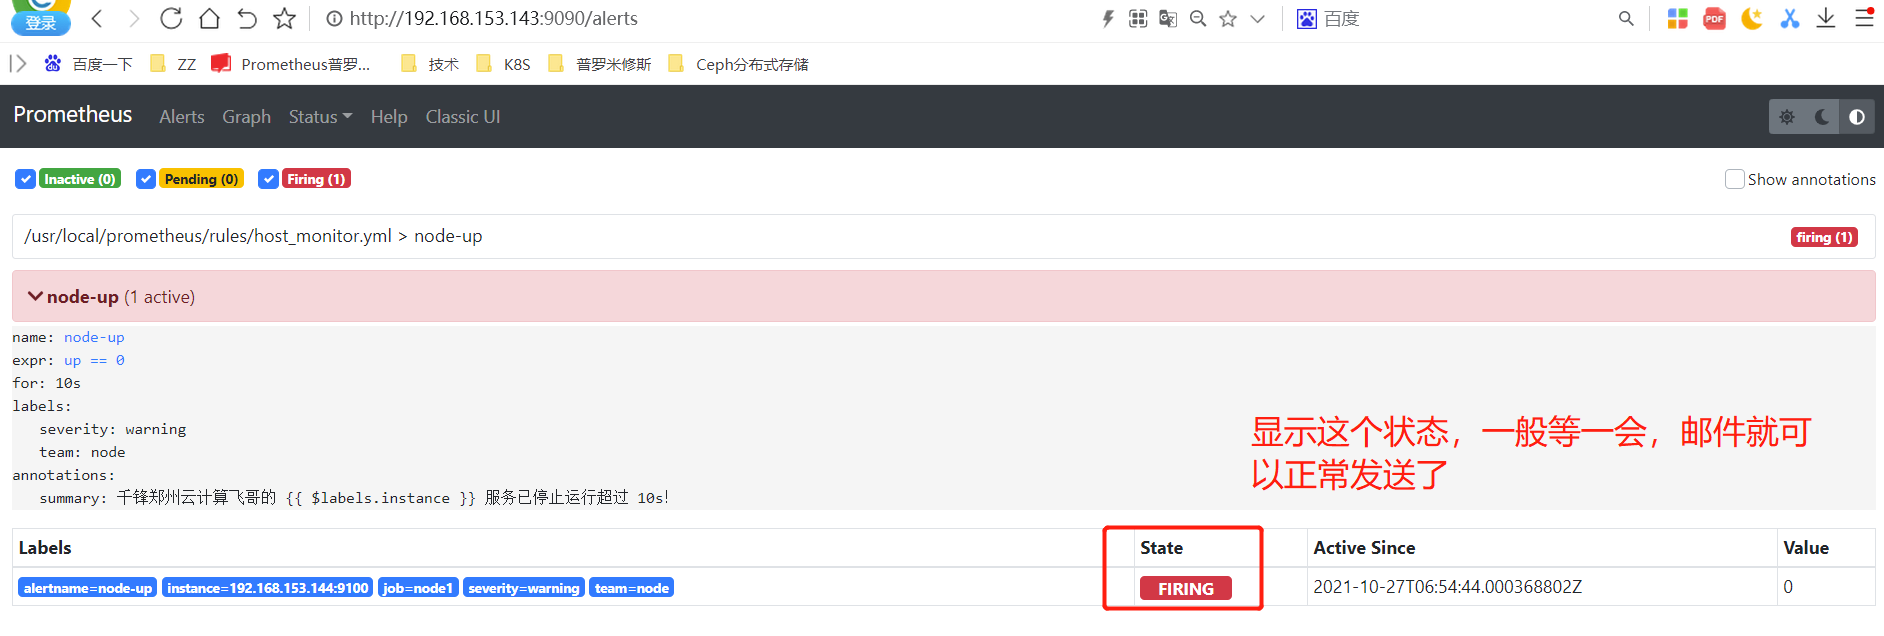 登录
http://192.168.153.143:9090/alerts
百度
百度一下
ZZ
Prometheus普罗...
技术
K8S
普罗米修斯
Ceph分布式存储
PDF
Prometheus
Alerts
Graph
Status
Help
Classic UI
Inactive (0)
Pending (0)
Firing (1)
Show annotations
/usr/local/prometheus/rules/host_monitor.yml > node-up
firing (1)
node-up (1 active)
name: node-up
expr: up == 0
for: 10s
labels:
severity: warning
team: node
annotations:
summary: 千锋郑州云计算飞哥的 {{ $labels.instance }} 服务已停止运行超过 10s!
显示这个状态，一般等一会，邮件就可
以正常发送了
Labels
State
Active Since
Value
alertname=node-up
instance=192.168.153.144:9100
job=node1
severity=warning
team=node
FIRING
2021-10-27T06:54:44.000368802Z
0